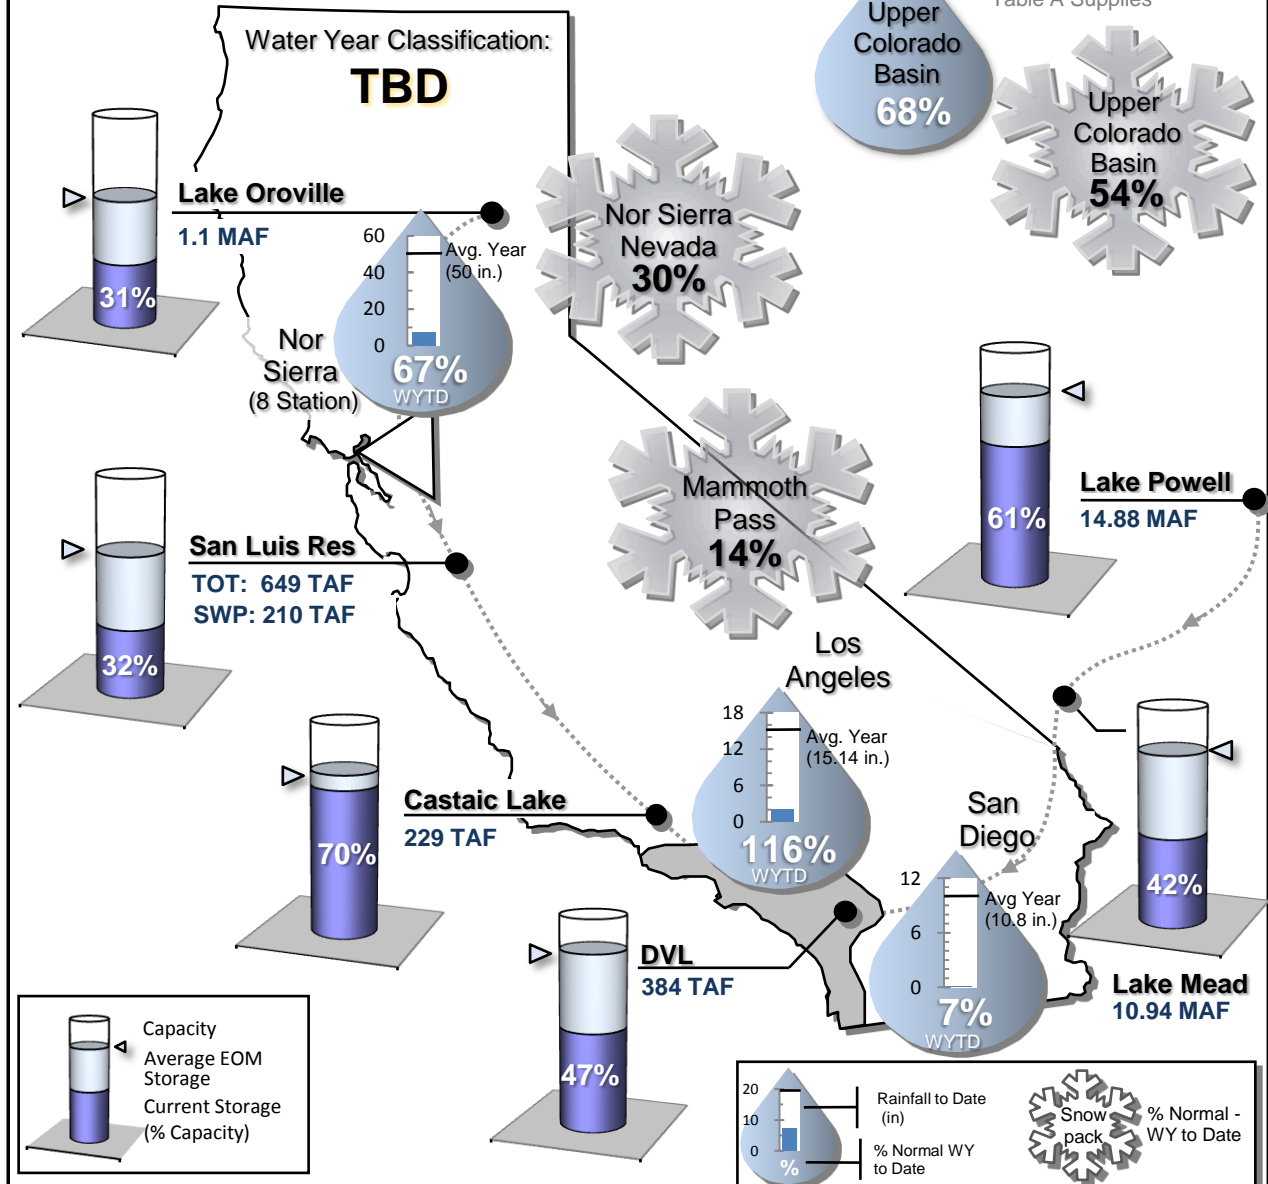 Table A Supplies
Water Year Classification:
TBD
Upper
Colorado
Basin
68%
Upper
Colorado
Basin
54%
Lake Oroville
1.1 MAF
31%
60
40
20
0
Avg. Year
(50 in.)
67%
WYTD
Nor
Sierra
(8 Station)
Nor Sierra
Nevada
30%
Mammoth
Pass
14%
61%
Lake Powell
14.88 MAF
San Luis Res
TOT: 649 TAF
SWP: 210 TAF
32%
Los
Angeles
18
12
6
0
Avg. Year
(15.14 in.)
116%
WYTD
Castaic Lake
229 TAF
70%
San
Diego
12
6
0
Avg Year
(10.8 in.)
7%
WYTD
42%
Lake Mead
10.94 MAF
DVL
384 TAF
47%
Capacity
Average EOM
Storage
Current Storage
(% Capacity)
20
10
0
%
Rainfall to Date
(in)
% Normal WY
to Date
Snow
pack
% Normal -
WY to Date